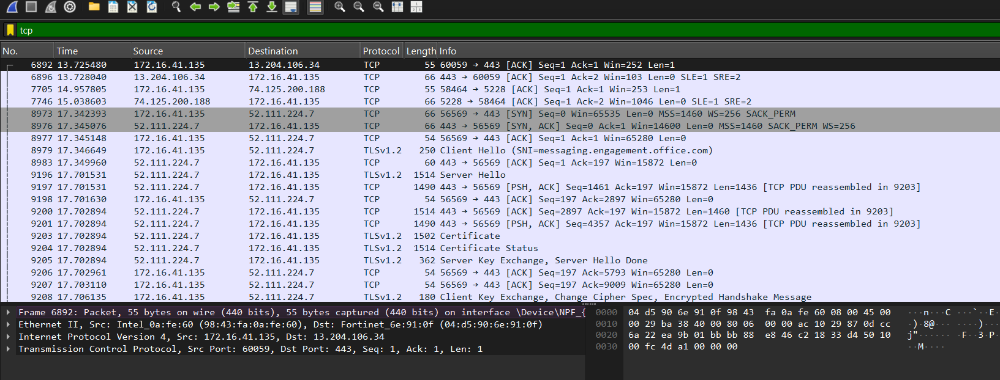 tcp
No. Time Source Destination Protocol Length Info
6892 13.725480 172.16.41.135 13.204.106.34 TCP 55 60059 → 443 [ACK] Seq=1 Ack=1 Win=252 Len=1
6896 13.728040 13.204.106.34 172.16.41.135 TCP 66 443 → 60059 [ACK] Seq=1 Ack=2 Win=103 Len=0 SLE=1 SRE=2
7705 14.957805 172.16.41.135 74.125.200.188 TCP 55 58464 → 5228 [ACK] Seq=1 Ack=1 Win=253 Len=1
7746 15.038603 74.125.200.188 172.16.41.135 TCP 66 5228 → 58464 [ACK] Seq=1 Ack=2 Win=1046 Len=0 SLE=1 SRE=2
8973 17.342393 172.16.41.135 52.111.224.7 TCP 66 56569 → 443 [SYN] Seq=0 Win=65535 Len=0 MSS=1460 WS=256 SACK_PERM
8976 17.345076 52.111.224.7 172.16.41.135 TCP 66 443 → 56569 [SYN, ACK] Seq=0 Ack=1 Win=14600 Len=0 MSS=1460 SACK_PERM WS=256
8977 17.345148 172.16.41.135 52.111.224.7 TCP 54 56569 → 443 [ACK] Seq=1 Ack=1 Win=65280 Len=0
8979 17.346649 172.16.41.135 52.111.224.7 TLSv1.2 250 Client Hello (SNI=messaging.engagement.office.com)
8983 17.349960 52.111.224.7 172.16.41.135 TCP 60 443 → 56569 [ACK] Seq=1 Ack=197 Win=15872 Len=0
9196 17.701531 52.111.224.7 172.16.41.135 TLSv1.2 1514 Server Hello
9197 17.701531 52.111.224.7 172.16.41.135 TCP 1490 443 → 56569 [PSH, ACK] Seq=1461 Ack=197 Win=15872 Len=1436 [TCP PDU reassembled in 9203]
9198 17.701630 172.16.41.135 52.111.224.7 TCP 54 56569 → 443 [ACK] Seq=197 Ack=2897 Win=65280 Len=0
9200 17.702894 52.111.224.7 172.16.41.135 TCP 1514 443 → 56569 [ACK] Seq=2897 Ack=197 Win=15872 Len=1460 [TCP PDU reassembled in 9203]
9201 17.702894 52.111.224.7 172.16.41.135 TCP 1490 443 → 56569 [PSH, ACK] Seq=4357 Ack=197 Win=15872 Len=1436 [TCP PDU reassembled in 9203]
9203 17.702894 52.111.224.7 172.16.41.135 TLSv1.2 1502 Certificate
9204 17.702894 52.111.224.7 172.16.41.135 TLSv1.2 1514 Certificate Status
9205 17.702894 52.111.224.7 172.16.41.135 TLSv1.2 362 Server Key Exchange, Server Hello Done
9206 17.702961 172.16.41.135 52.111.224.7 TCP 54 56569 → 443 [ACK] Seq=197 Ack=5793 Win=65280 Len=0
9207 17.703110 172.16.41.135 52.111.224.7 TCP 54 56569 → 443 [ACK] Seq=197 Ack=9009 Win=65280 Len=0
9208 17.706135 172.16.41.135 52.111.224.7 TLSv1.2 180 Client Key Exchange, Change Cipher Spec, Encrypted Handshake Message
Frame 6892: Packet, 55 bytes on wire (440 bits), 55 bytes captured (440 bits) on interface \Device\NPF_{
Ethernet II, Src: Intel_0a:fe:60 (98:43:fa:0a:fe:60), Dst: Fortinet_6e:91:0f (04:d5:90:6e:91:0f)
Internet Protocol Version 4, Src: 172.16.41.135, Dst: 13.204.106.34
Transmission Control Protocol, Src Port: 60059, Dst Port: 443, Seq: 1, Ack: 1, Len: 1
0000 04 d5 90 6e 91 0f 98 43 fa 0a fe 60 08 00 45 00 ···n···C ···`··E·
0010 00 29 ba 38 40 00 80 06 00 00 ac 10 29 87 0d cc ·)·8@··· ····)···
0020 6a 22 ea 9b 01 bb bb 88 e8 46 c2 18 33 d4 50 10 j"······ ·F··3·P·
0030 00 fc 4d a1 00 00 00 ··M····